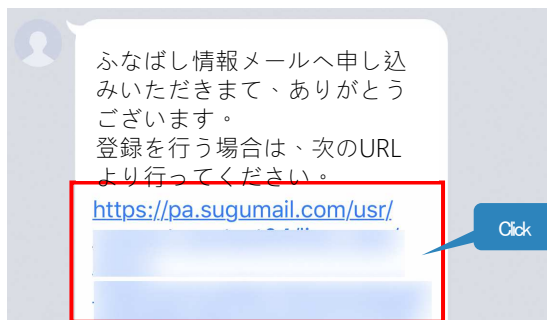 ふなばし情報メールへ申し込
みいただきまて、ありがとう
ございます。
登録を行う場合は、次のURL
より行ってください。
https://pa.sugumail.com/usr/
Click